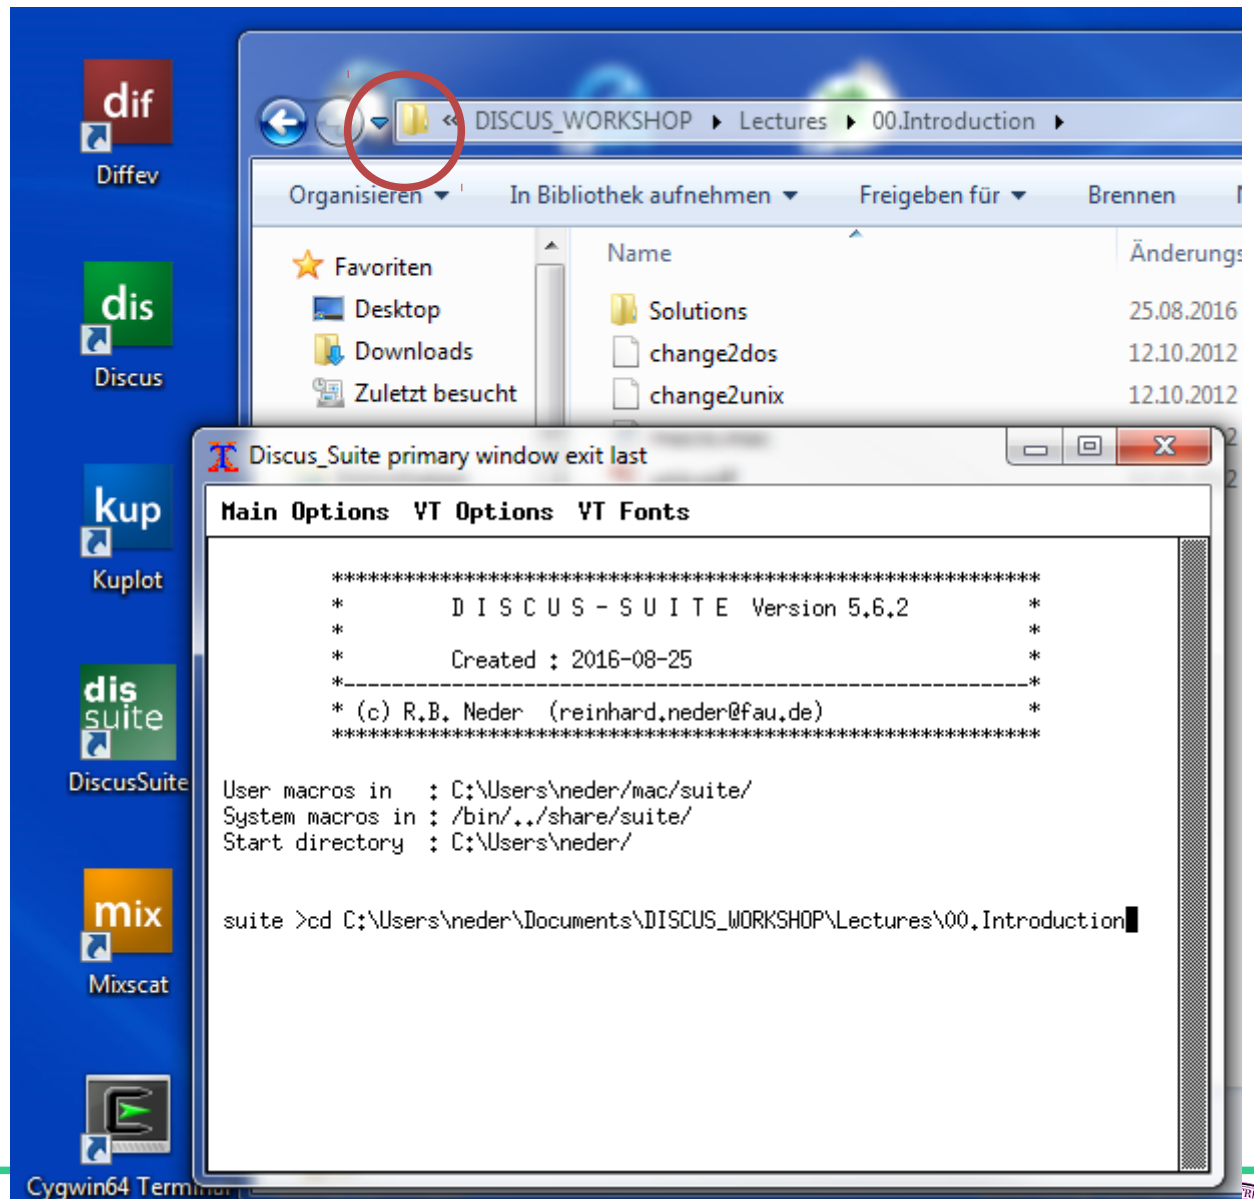 dif
Diffev
dis
Discus
kup
Kuplot
dis
suite
DiscusSuite
mix
Mixscat
Cygwin64
« DISCUS_WORKSHOP ▸ Lectures ▸ 00.Introduction ▸
Organisieren In Bibliothek aufnehmen Freigeben für Brennen
Favoriten
Desktop
Downloads
Zuletzt besucht
Name
Solutions 25.08.2016
change2dos 12.10.2012
change2unix 12.10.2012
Discus_Suite primary window exit last
Main Options VT Options VT Fonts
***********************************************************
* D I S C U S - S U I T E Version 5.6.2 *
* *
* Created : 2016-08-25 *
*---------------------------------------------------------*
* (c) R.B. Neder (reinhard.neder@fau.de) *
***********************************************************
User macros in : C:\Users\neder/mac/suite/
System macros in : /bin/../share/suite/
Start directory : C:\Users\neder/
suite >cd C:\Users\neder\Documents\DISCUS_WORKSHOP\Lectures\00.Introduction